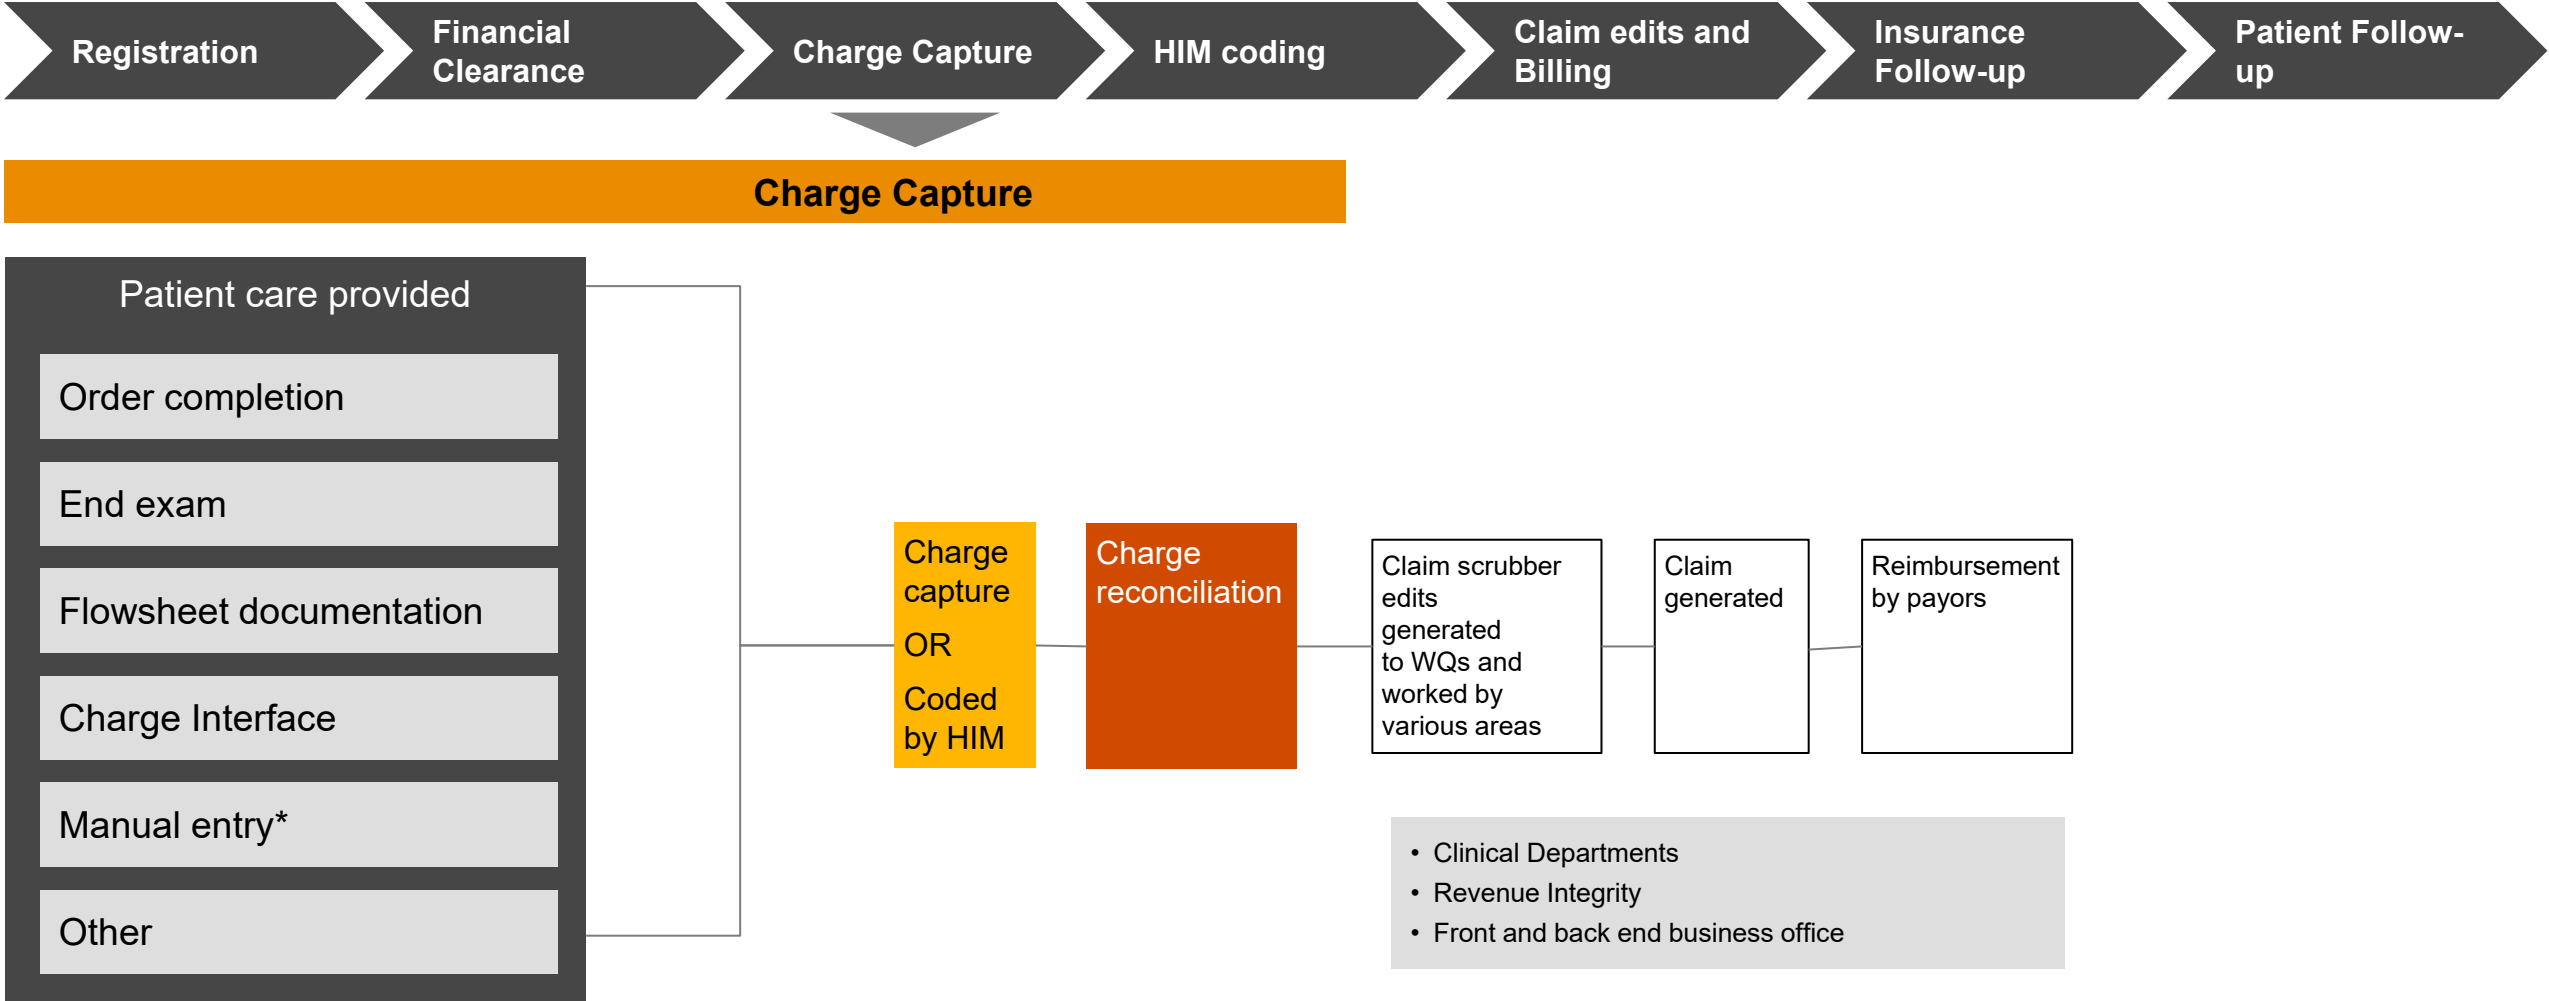 Registration
Financial
Clearance
Charge Capture
HIM coding
Claim edits and
Billing
Insurance
Follow-up
Patient Follow-
up
Charge Capture
Patient care provided
Order completion
End exam
Flowsheet documentation
Charge Interface
Manual entry*
Other
Charge
capture
OR
Coded
by HIM
Charge
reconciliation
Claim scrubber
edits
generated
to WQs and
worked by
various areas
Claim
generated
Reimbursement
by payors
• Clinical Departments
• Revenue Integrity
• Front and back end business office